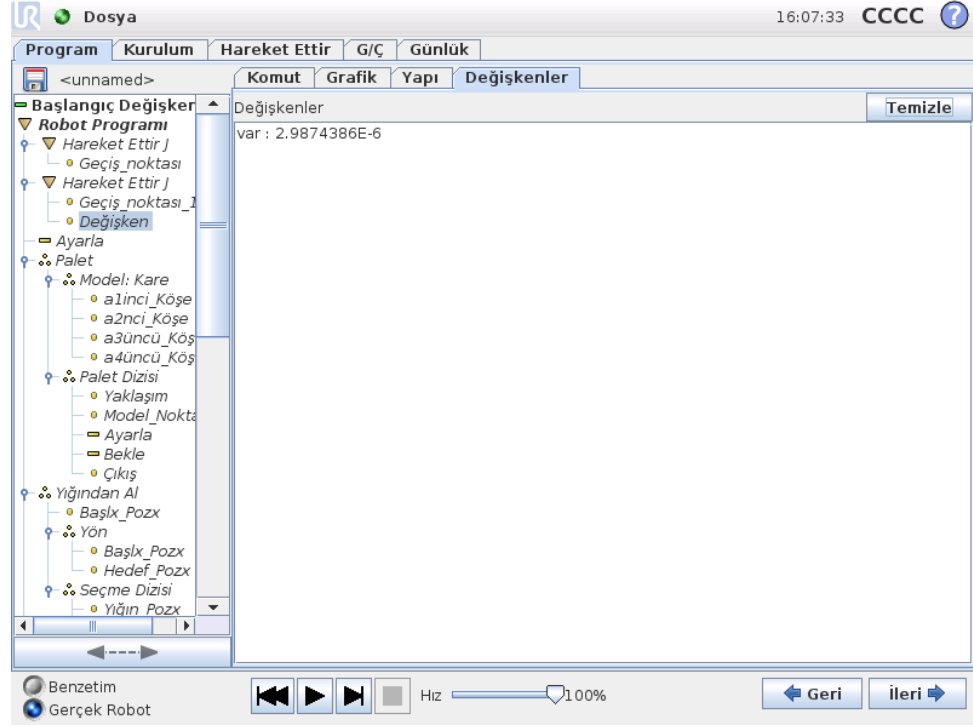 UR Dosya 16:07:33 CCCC ?
Program Kurulum Hareket Ettir G/Ç Günlük
<unnamed> Komut Grafik Yapı Değişkenler
Başlangıç Değişker
Değişkenler Temizle
Robot Programı
var : 2.9874386E-6
Hareket Ettir J
Geçiş_noktası
Hareket Ettir J
Geçiş_noktası_1
Değişken
Ayarla
Palet
Model: Kare
a1inci_Köşe
a2nci_Köşe
a3üncü_Köş
a4üncü_Köş
Palet Dizisi
Yaklaşım
Model_Nokta
Ayarla
Bekle
Çıkış
Yığından Al
Başlx_Pozx
Yön
Başlx_Pozx
Hedef_Pozx
Seçme Dizisi
Yığın_Pozx
Benzetim
Gerçek Robot
Hız 100% Geri İleri